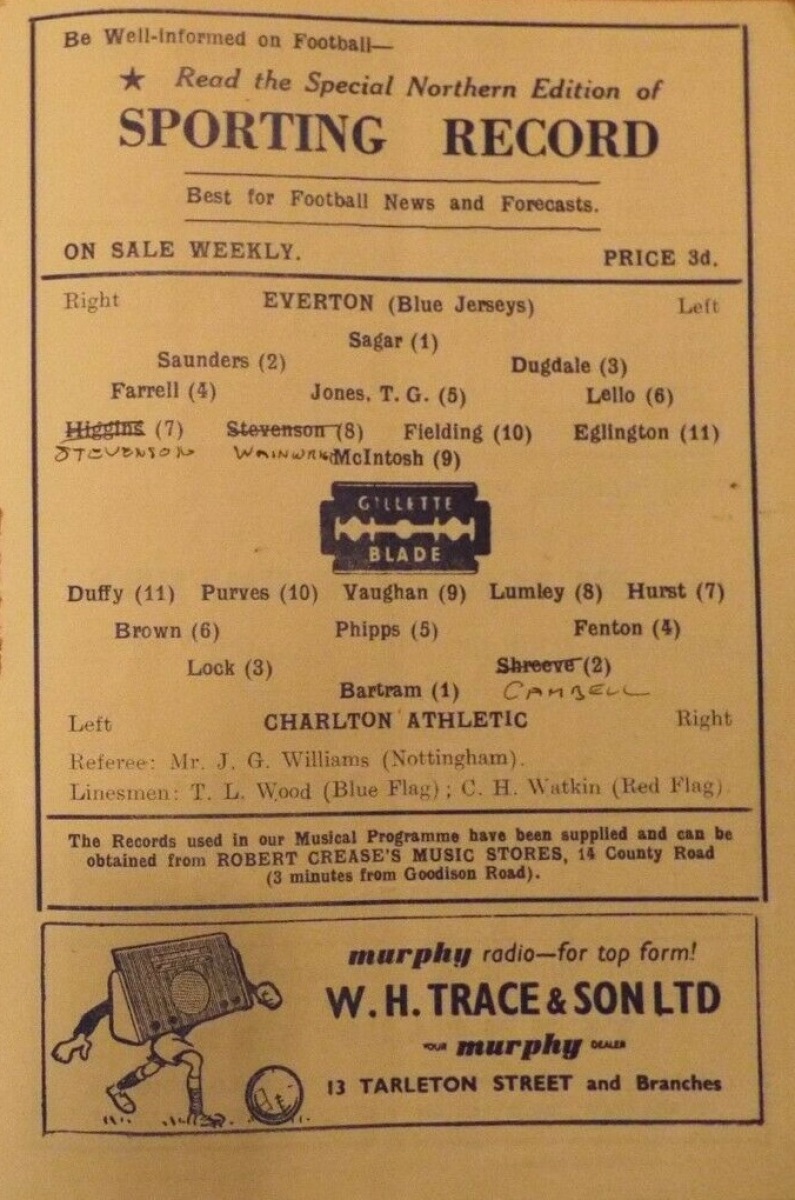 Be Well-informed on Football—
★ Read the Special Northern Edition of
SPORTING RECORD
Best for Football News and Forecasts.
ON SALE WEEKLY. PRICE 3d.
Right EVERTON (Blue Jerseys) Left
Sagar (1)
Saunders (2) Dugdale (3)
Farrell (4) Jones, T. G. (5) Lello (6)
Higgins (7) Stevenson (8) Fielding (10) Eglington (11)
STEVENSON McIntosh (9)
GILLETTE
BLADE
Duffy (11) Purves (10) Vaughan (9) Lumley (8) Hurst (7)
Brown (6) Phipps (5) Fenton (4)
Lock (3) Shreeve (2)
Bartram (1) CAMBELL
Left CHARLTON ATHLETIC Right
Referee: Mr. J. G. Williams (Nottingham).
Linesmen: T. L. Wood (Blue Flag); C. H. Watkin (Red Flag).
The Records used in our Musical Programme have been supplied and can be
obtained from ROBERT CREASE'S MUSIC STORES, 14 County Road
(3 minutes from Goodison Road).
murphy radio—for top form!
W. H. TRACE & SON LTD
YOUR murphy DEALER
13 TARLETON STREET and Branches